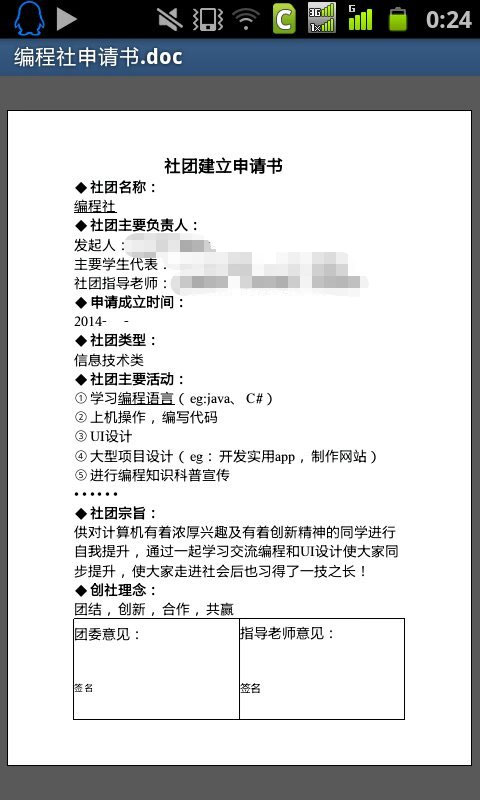 0:24
编程社申请书.doc
社团建立申请书
◆社团名称：
编程社
◆社团主要负责人：
发起人：
主要学生代表：
社团指导老师：
◆申请成立时间：
2014- -
◆社团类型：
信息技术类
◆社团主要活动：
①学习编程语言（eg:java、C#）
②上机操作，编写代码
③UI设计
④大型项目设计（eg：开发实用app，制作网站）
⑤进行编程知识科普宣传
••••••
◆社团宗旨：
供对计算机有着浓厚兴趣及有着创新精神的同学进行
自我提升，通过一起学习交流编程和UI设计使大家同
步提升，使大家走进社会后也习得了一技之长！
◆创社理念：
团结，创新，合作，共赢
团委意见：
签名
指导老师意见：
签名